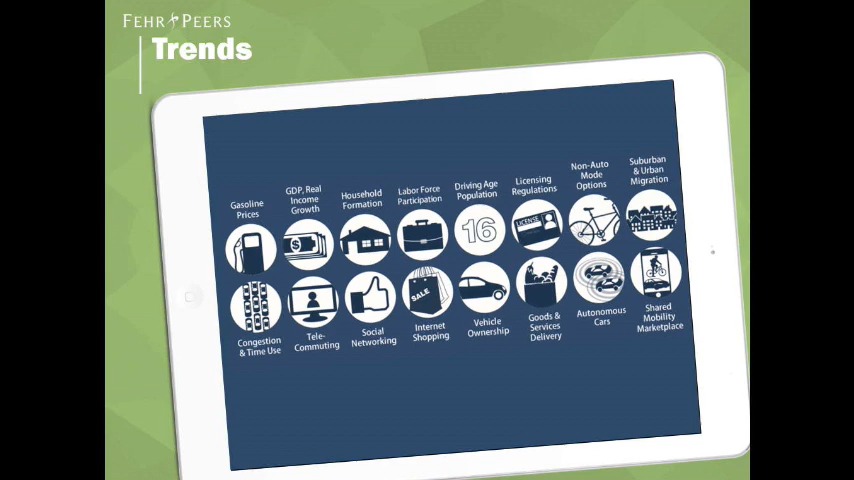 FEHR PEERS
Trends
Gasoline
Prices
GDP, Real
Income
Growth
Household
Formation
Labor Force
Participation
Driving Age
Population
Licensing
Regulations
Non-Auto
Mode
Options
Suburban
& Urban
Migration
$
16
LICENSE
SALE
Congestion
& Time Use
Tele-
Commuting
Social
Networking
Internet
Shopping
Vehicle
Ownership
Goods &
Services
Delivery
Autonomous
Cars
Shared
Mobility
Marketplace